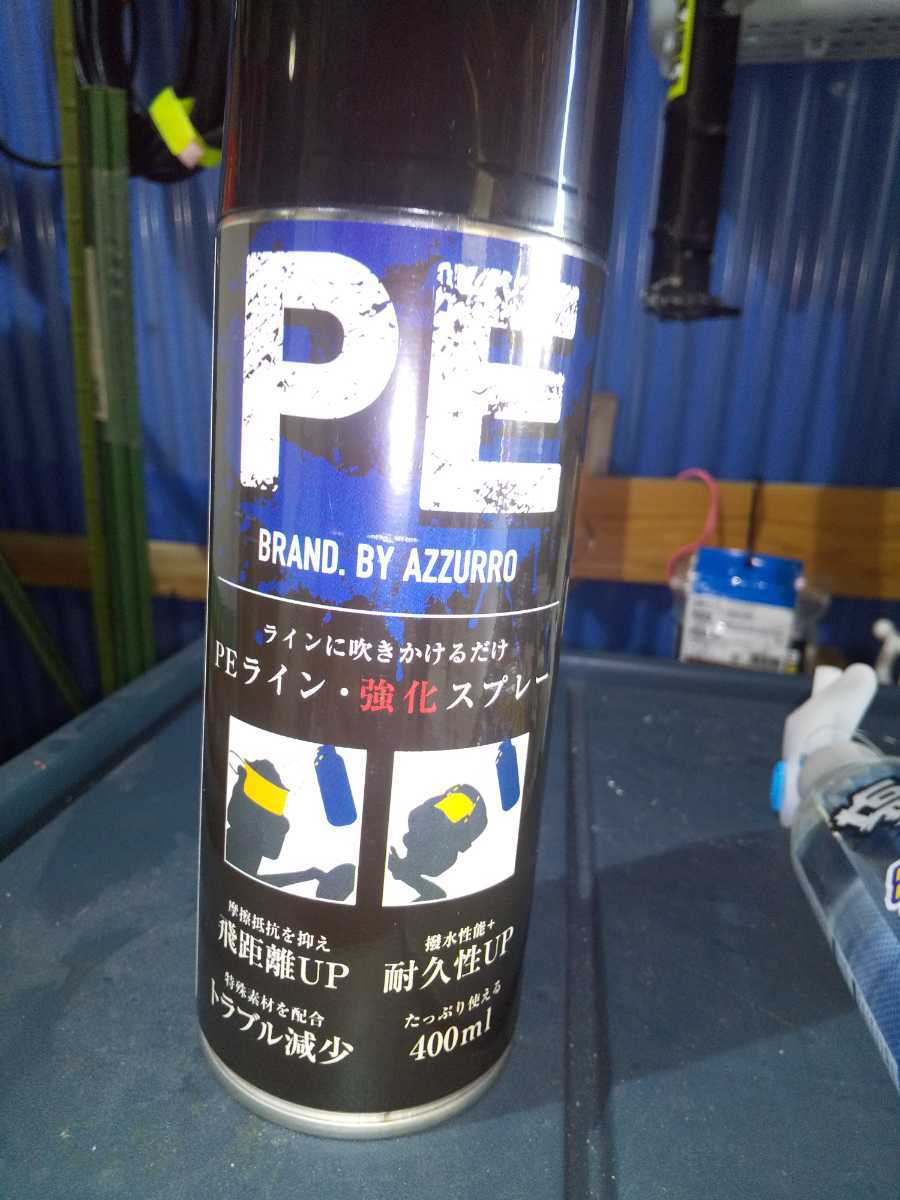 PE
BRAND. BY AZZURRO
ラインに吹きかけるだけ
PEライン・強化スプレー
摩擦抵抗を抑え
飛距離UP
特殊素材を配合
トラブル減少
撥水性能+
耐久性UP
たっぷり使える
400ml